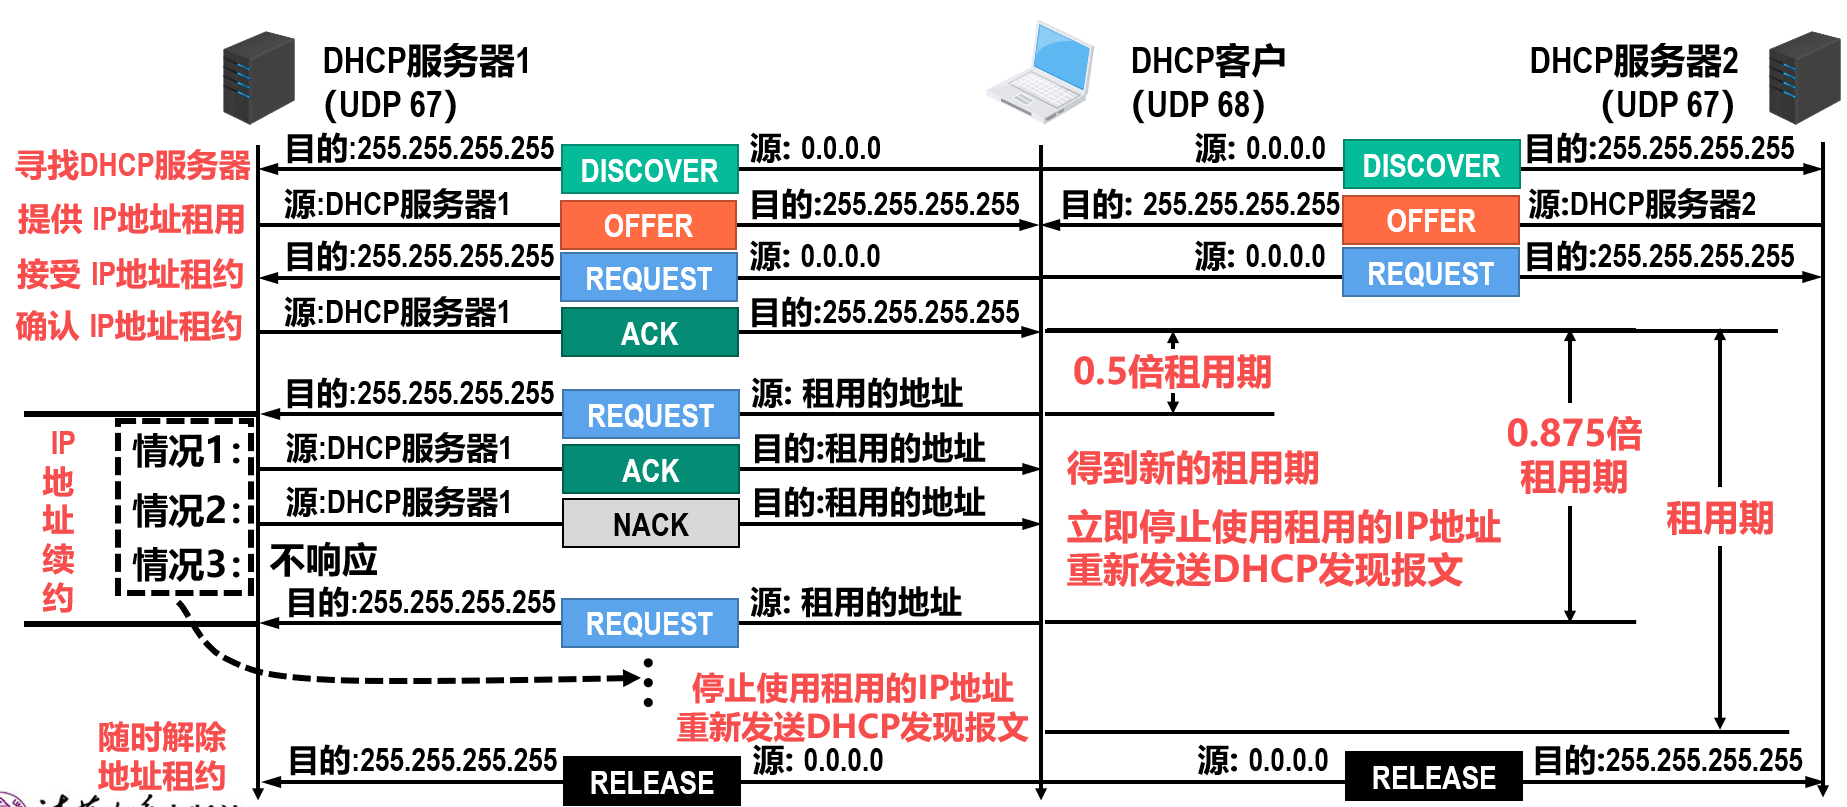 DHCP服务器1
（UDP 67）
DHCP客户
（UDP 68）
DHCP服务器2
（UDP 67）
寻找DHCP服务器
目的:255.255.255.255
DISCOVER
源: 0.0.0.0
源: 0.0.0.0
DISCOVER
目的:255.255.255.255
提供 IP地址租用
源:DHCP服务器1
OFFER
目的:255.255.255.255
目的: 255.255.255.255
OFFER
源:DHCP服务器2
接受 IP地址租约
目的:255.255.255.255
REQUEST
源: 0.0.0.0
源: 0.0.0.0
REQUEST
目的:255.255.255.255
确认 IP地址租约
源:DHCP服务器1
ACK
目的:255.255.255.255
0.5倍租用期
目的:255.255.255.255
REQUEST
源: 租用的地址
0.875倍
租用期
租用期
IP
地
址
续
约
情况1:
源:DHCP服务器1
ACK
目的:租用的地址
得到新的租用期
情况2:
源:DHCP服务器1
NACK
目的:租用的地址
立即停止使用租用的IP地址
重新发送DHCP发现报文
情况3:
不响应
目的:255.255.255.255
REQUEST
源: 租用的地址
停止使用租用的IP地址
重新发送DHCP发现报文
随时解除
地址租约
目的:255.255.255.255
RELEASE
源: 0.0.0.0
源: 0.0.0.0
RELEASE
目的:255.255.255.255